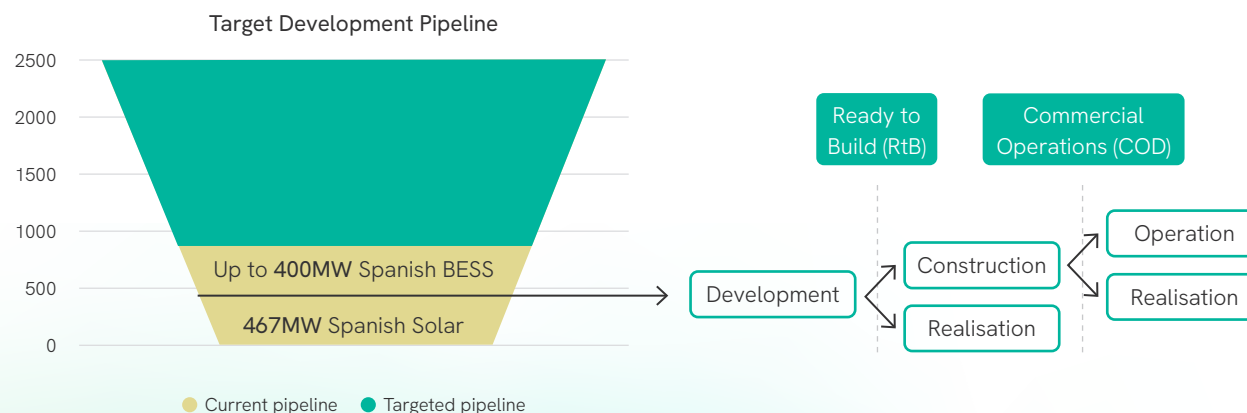 Target Development Pipeline
2500
2000
1500
1000
500
0
Up to 400MW Spanish BESS
467MW Spanish Solar
Current pipeline
Targeted pipeline
Ready to
Build (RtB)
Commercial
Operations (COD)
Development
Construction
Realisation
Operation
Realisation